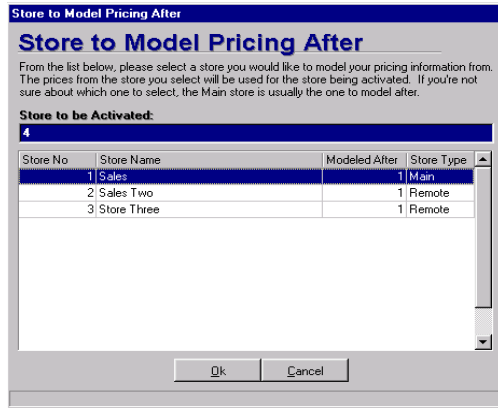 Store to Model Pricing After
Store to Model Pricing After
From the list below, please select a store you would like to model your pricing information from.
The prices from the store you select will be used for the store being activated. If you're not
sure about which one to select, the Main store is usually the one to model after.
Store to be Activated:
4
Store No Store Name Modeled After Store Type
1 Sales 1 Main
2 Sales Two 1 Remote
3 Store Three 1 Remote
Ok Cancel